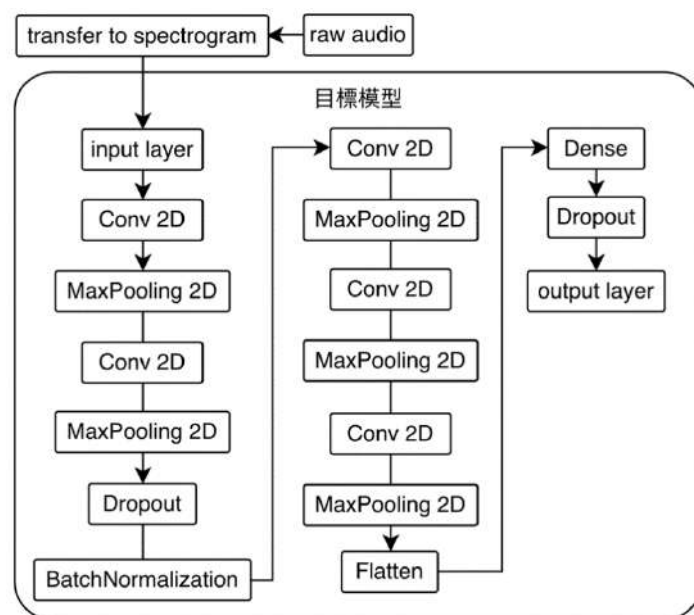 transfer to spectrogram
raw audio
目標模型
input layer
Conv 2D
MaxPooling 2D
Conv 2D
MaxPooling 2D
Dropout
BatchNormalization
Conv 2D
MaxPooling 2D
Conv 2D
MaxPooling 2D
Conv 2D
MaxPooling 2D
Flatten
Dense
Dropout
output layer